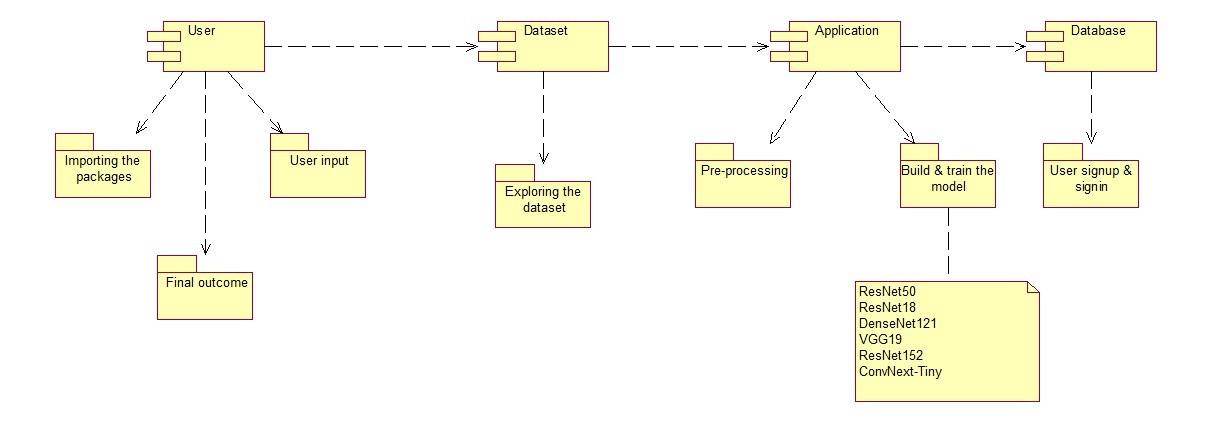 User
Dataset
Application
Database
Importing the
packages
User input
Exploring the
dataset
Pre-processing
Build & train the
model
User signup &
signin
Final outcome
ResNet50
ResNet18
DenseNet121
VGG19
ResNet152
ConvNext-Tiny